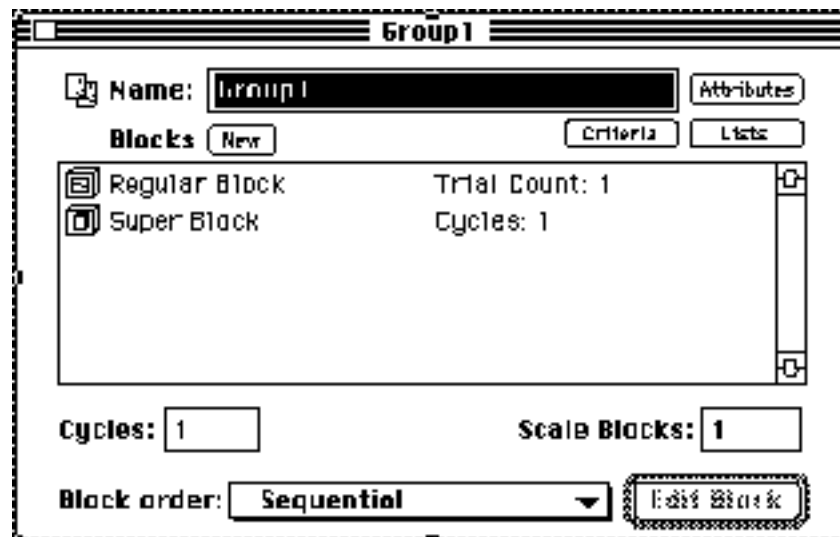 Group1
Name: Group1 Attributes
Blocks New Criteria Lists
Regular Block Trial Count: 1
Super Block Cycles: 1
Cycles: 1 Scale Blocks: 1
Block order: Sequential Edit Block